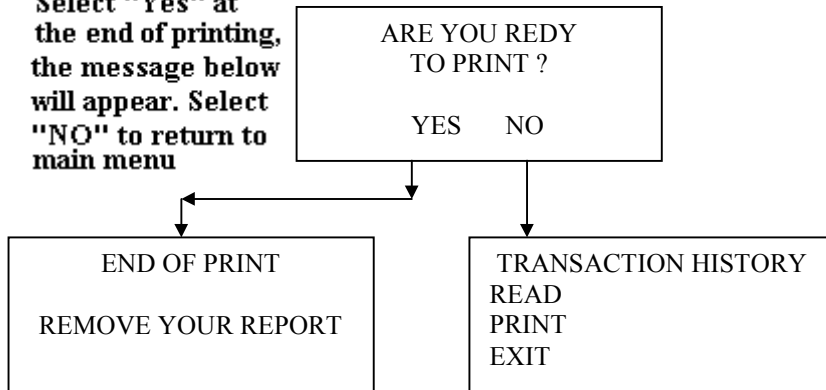 Select "Yes" at
the end of printing,
the message below
will appear. Select
"NO" to return to
main menu
ARE YOU REDY
TO PRINT ?
YES NO
END OF PRINT
REMOVE YOUR REPORT
TRANSACTION HISTORY
READ
PRINT
EXIT